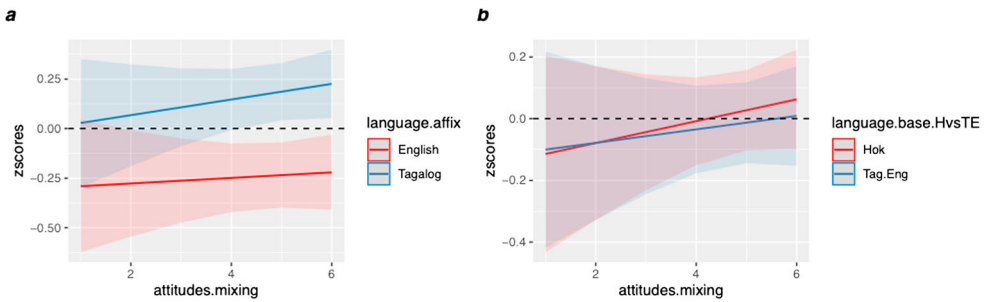 a
zscores
0.25
0.00
−0.25
−0.50
2
4
6
attitudes.mixing
language.affix
English
Tagalog
b
zscores
0.2
0.0
−0.2
−0.4
2
4
6
attitudes.mixing
language.base.HvsTE
Hok
Tag.Eng